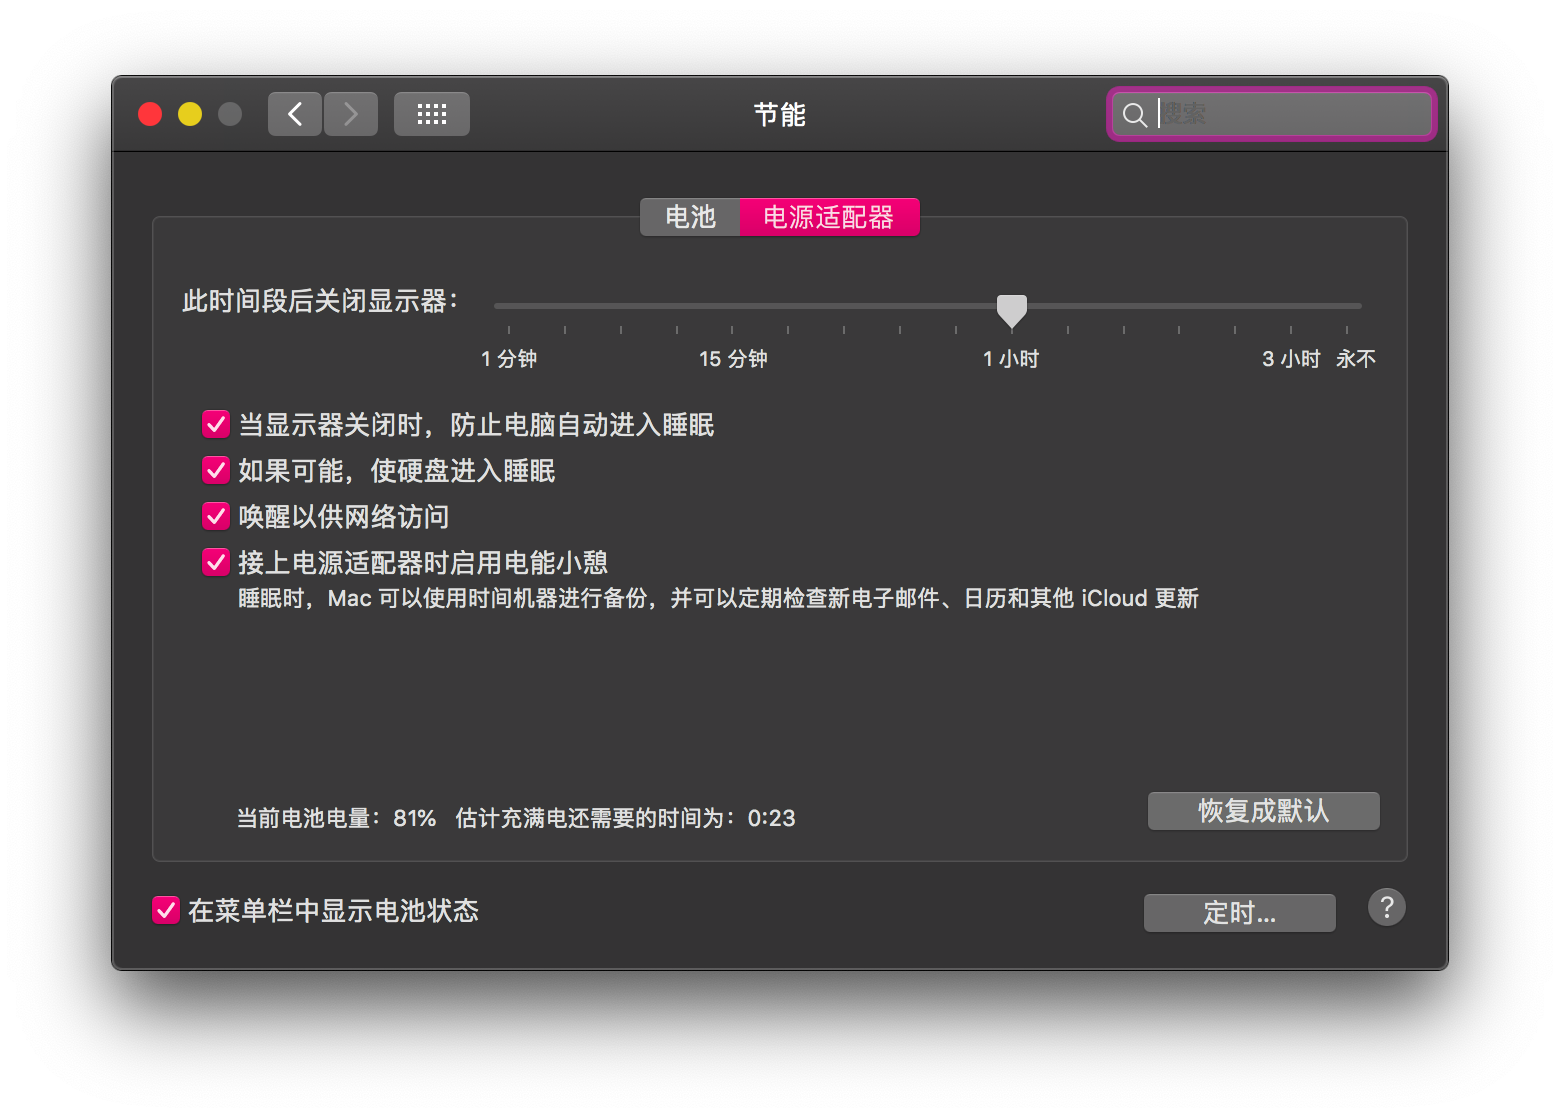 节能
搜索
电池 电源适配器
此时间段后关闭显示器：
1 分钟 15 分钟 1 小时 3 小时 永不
当显示器关闭时，防止电脑自动进入睡眠
如果可能，使硬盘进入睡眠
唤醒以供网络访问
接上电源适配器时启用电能小憩
睡眠时，Mac 可以使用时间机器进行备份，并可以定期检查新电子邮件、日历和其他 iCloud 更新
当前电池电量：81% 估计充满电还需要的时间为：0:23
恢复成默认
在菜单栏中显示电池状态
定时...
?